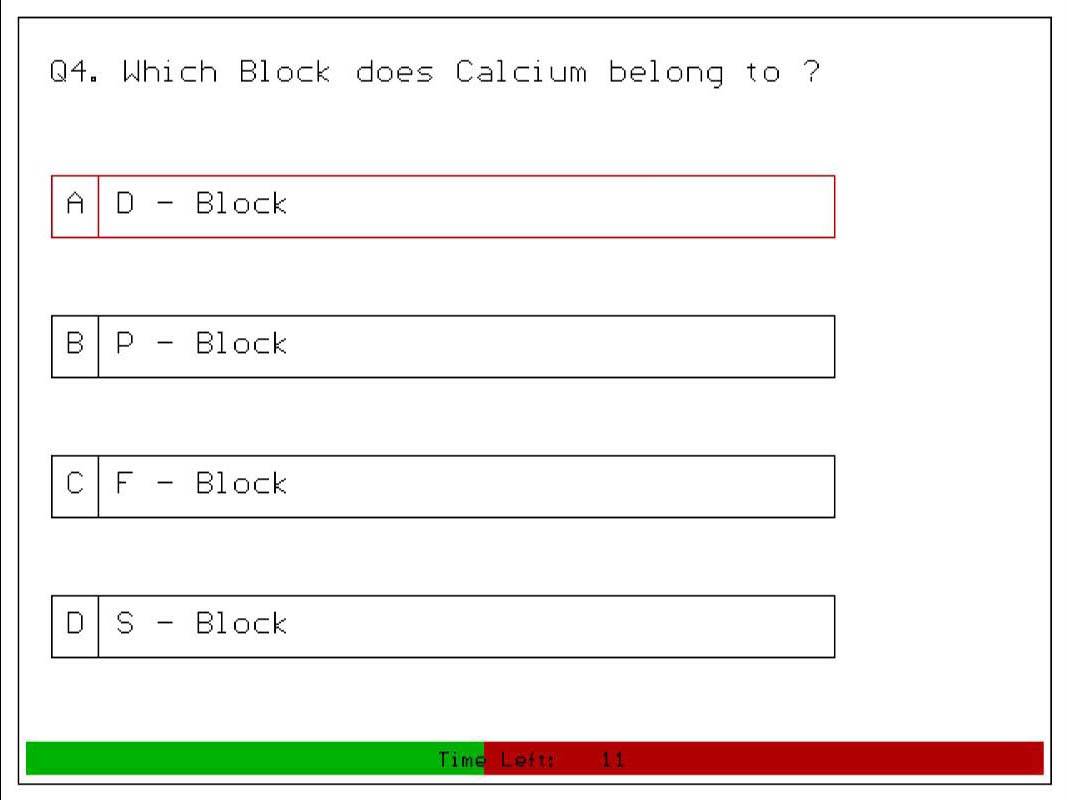 Q4. Which Block does Calcium belong to ?
A D - Block
B P - Block
C F - Block
D S - Block
Time Left: 11